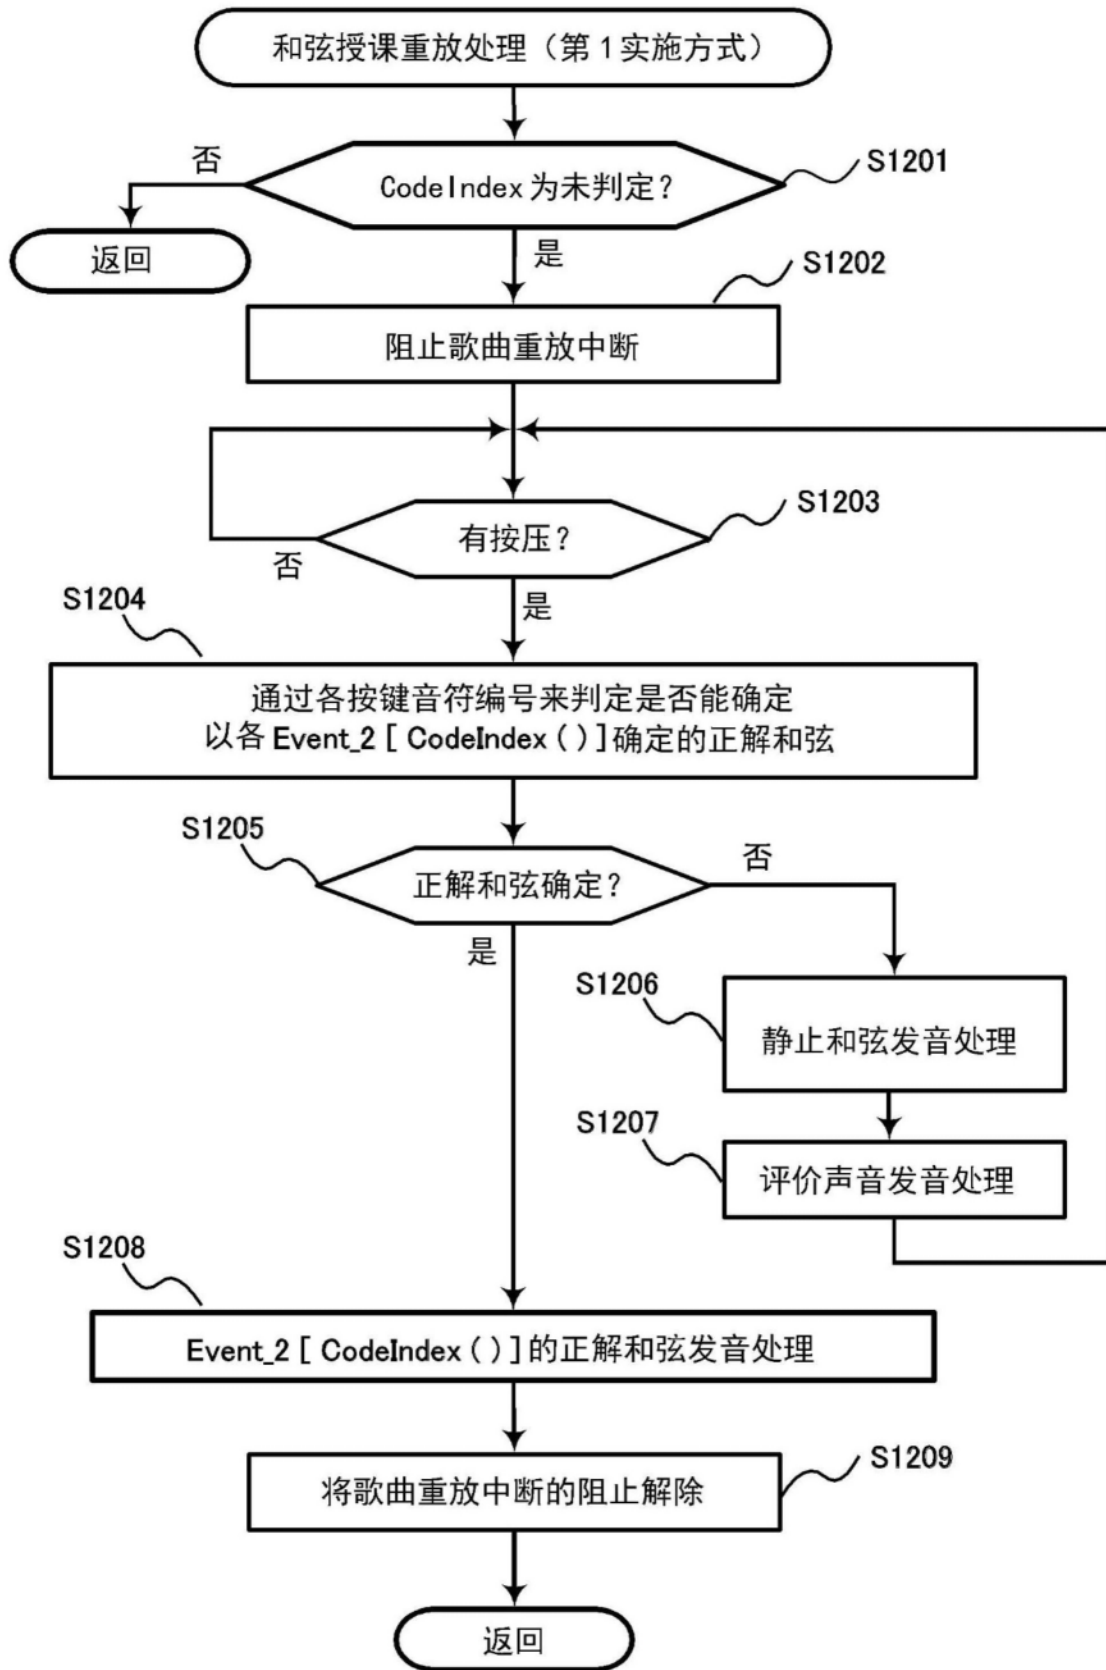 和弦授课重放处理（第1实施方式）
否
CodeIndex为未判定？
S1201
返回
是
S1202
阻止歌曲重放中断
有按压？
S1203
否
是
S1204
通过各按键音符编号来判定是否能确定
以各Event_2 [ CodeIndex ( ) ]确定的正解和弦
S1205
正解和弦确定？
否
是
S1206
静止和弦发音处理
S1207
评价声音发音处理
S1208
Event_2 [ CodeIndex ( ) ]的正解和弦发音处理
将歌曲重放中断的阻止解除
S1209
返回